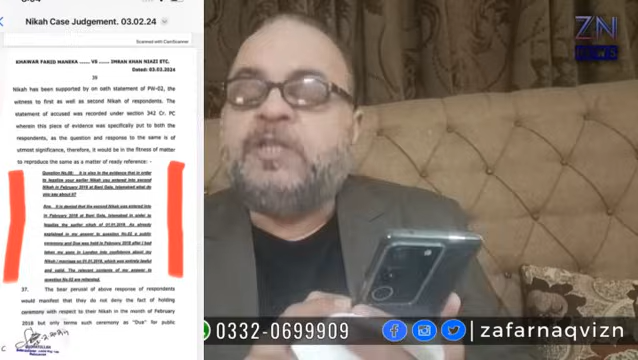 Nikah Case Judgement. 03.02.24
Scanned with CamScanner
KHAWAR FARID MANEKA ..... VS ..... IMRAN KHAN NIAZI ETC.
Dated: 03.02.2024
39
Nikah has been supported by on oath statement of PW-02, the
witness to first as well as second Nikah of respondents. The
statement of accused was recorded under section 342 Cr. PC
wherein this piece of evidence was specifically put to both the
respondents, as the question and response to the same is of
utmost significance, therefore, it would be in the fitness of matter
to reproduce the same as a matter of ready reference: -
Question No.08: It is also in the evidence that in order
to legalize your earlier Nikah you entered into second
Nikah in February 2018 at Bani Gala, Islamabad what do
you say about it?
Ans. It is denied that the second Nikah was entered
in February 2018 at Bani Gala, Islamabad in order to
legalize the earlier nikah of 01.01.2018. As already
explained in my answer to question No.02 a public
ceremony and Dua was held in February 2018 after I had
taken my sons in London into confidence about my
Nikah / marriage on 01.01.2018, which was entirely lawful
and valid. The relevant contents of my answer to
question No.02 are reiterated.
37. The bear perusal of above response of respondents
would manifest that they do not deny the fact of holding
ceremony with respect to their Nikah in the month of February
2018 but only terms such ceremony as "Dua" for public
ZN
0332-0699909
zafarnaqvizn